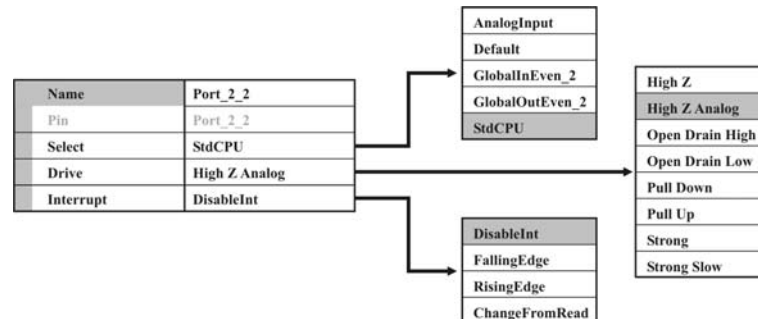 AnalogInput
Default
GlobalInEven_2
GlobalOutEven_2
StdCPU
Name Port_2_2
Pin Port_2_2
Select StdCPU
Drive High Z Analog
Interrupt DisableInt
High Z
High Z Analog
Open Drain High
Open Drain Low
Pull Down
Pull Up
Strong
Strong Slow
DisableInt
FallingEdge
RisingEdge
ChangeFromRead